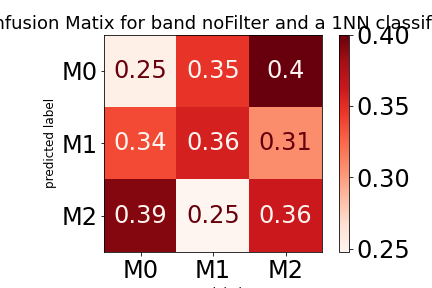 nfusion Matix for band noFilter and a 1NN classif
M0 0.25 0.35 0.4
M1 0.34 0.36 0.31
M2 0.39 0.25 0.36
M0 M1 M2
predicted label
0.40
0.35
0.30
0.25